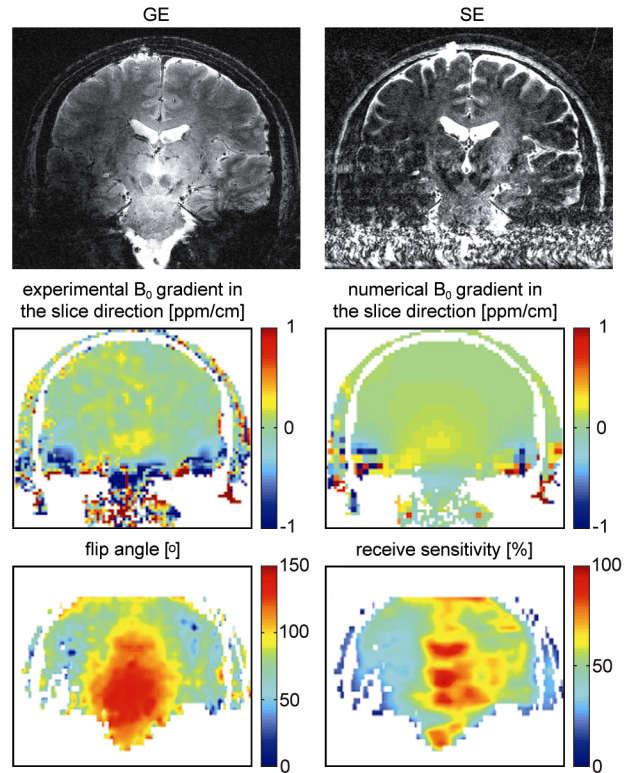 GE SE
experimental B₀ gradient in
the slice direction [ppm/cm]
numerical B₀ gradient in
the slice direction [ppm/cm]
1 1
0 0
-1 -1
flip angle [º] receive sensitivity [%]
150 100
100
50 50
0 0